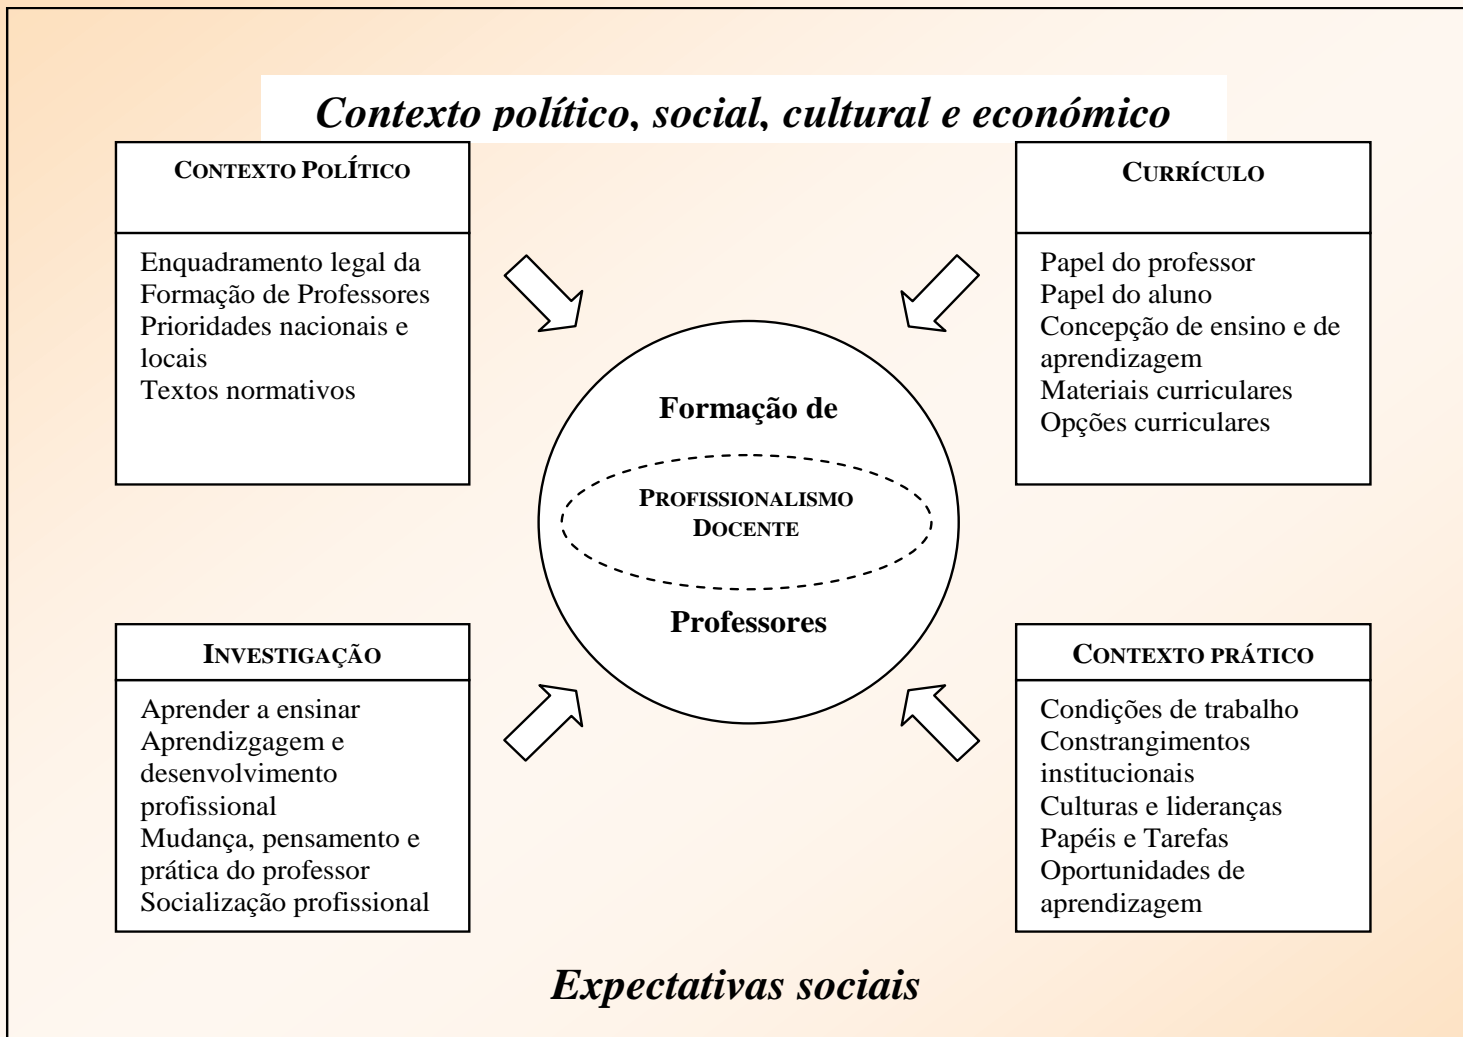 Contexto político, social, cultural e económico
CONTEXTO POLÍTICO
Enquadramento legal da
Formação de Professores
Prioridades nacionais e
locais
Textos normativos
CURRÍCULO
Papel do professor
Papel do aluno
Concepção de ensino e de
aprendizagem
Materiais curriculares
Opções curriculares
Formação de
PROFISSIONALISMO
DOCENTE
Professores
INVESTIGAÇÃO
Aprender a ensinar
Aprendizgagem e
desenvolvimento
profissional
Mudança, pensamento e
prática do professor
Socialização profissional
CONTEXTO PRÁTICO
Condições de trabalho
Constrangimentos
institucionais
Culturas e lideranças
Papéis e Tarefas
Oportunidades de
aprendizagem
Expectativas sociais